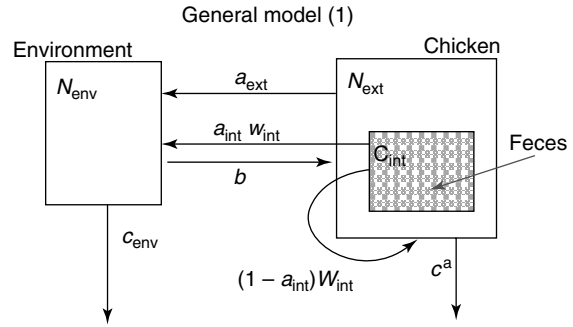 General model (1)
Environment
Chicken
N_env
a_ext
N_ext
a_int w_int
C_int
Feces
b
c_env
(1 – a_int)W_int
c^a